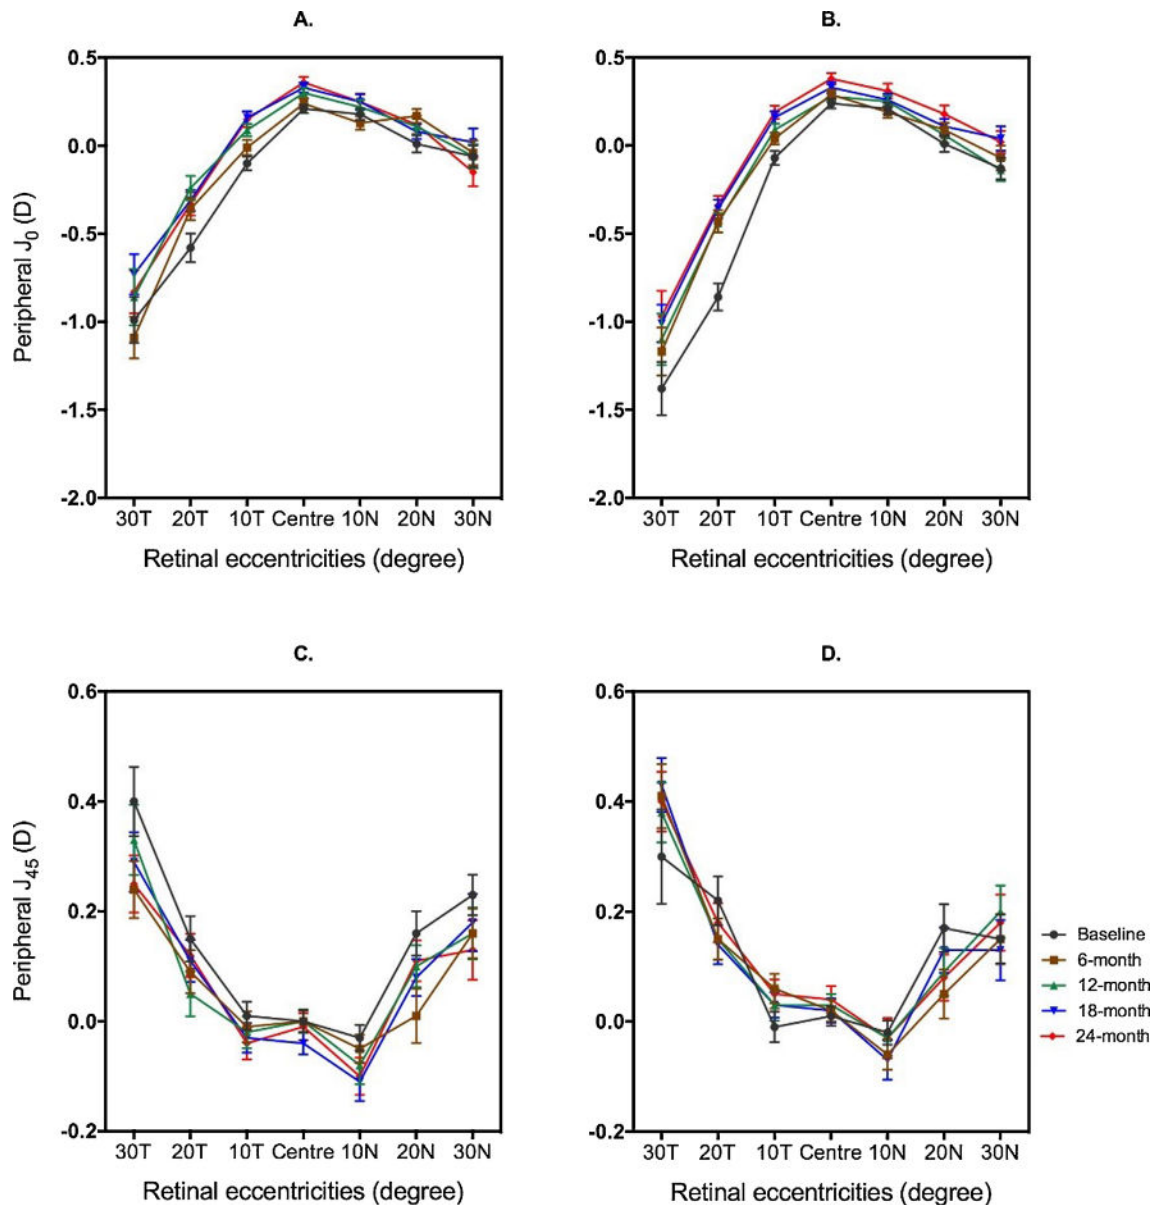 A.
B.
Peripheral J0 (D)
0.5
0.0
-0.5
-1.0
-1.5
-2.0
30T 20T 10T Centre 10N 20N 30N
Retinal eccentricities (degree)
0.5
0.0
-0.5
-1.0
-1.5
-2.0
30T 20T 10T Centre 10N 20N 30N
Retinal eccentricities (degree)
C.
D.
Peripheral J45 (D)
0.6
0.4
0.2
0.0
-0.2
30T 20T 10T Centre 10N 20N 30N
Retinal eccentricities (degree)
0.6
0.4
0.2
0.0
-0.2
30T 20T 10T Centre 10N 20N 30N
Retinal eccentricities (degree)
Baseline
6-month
12-month
18-month
24-month